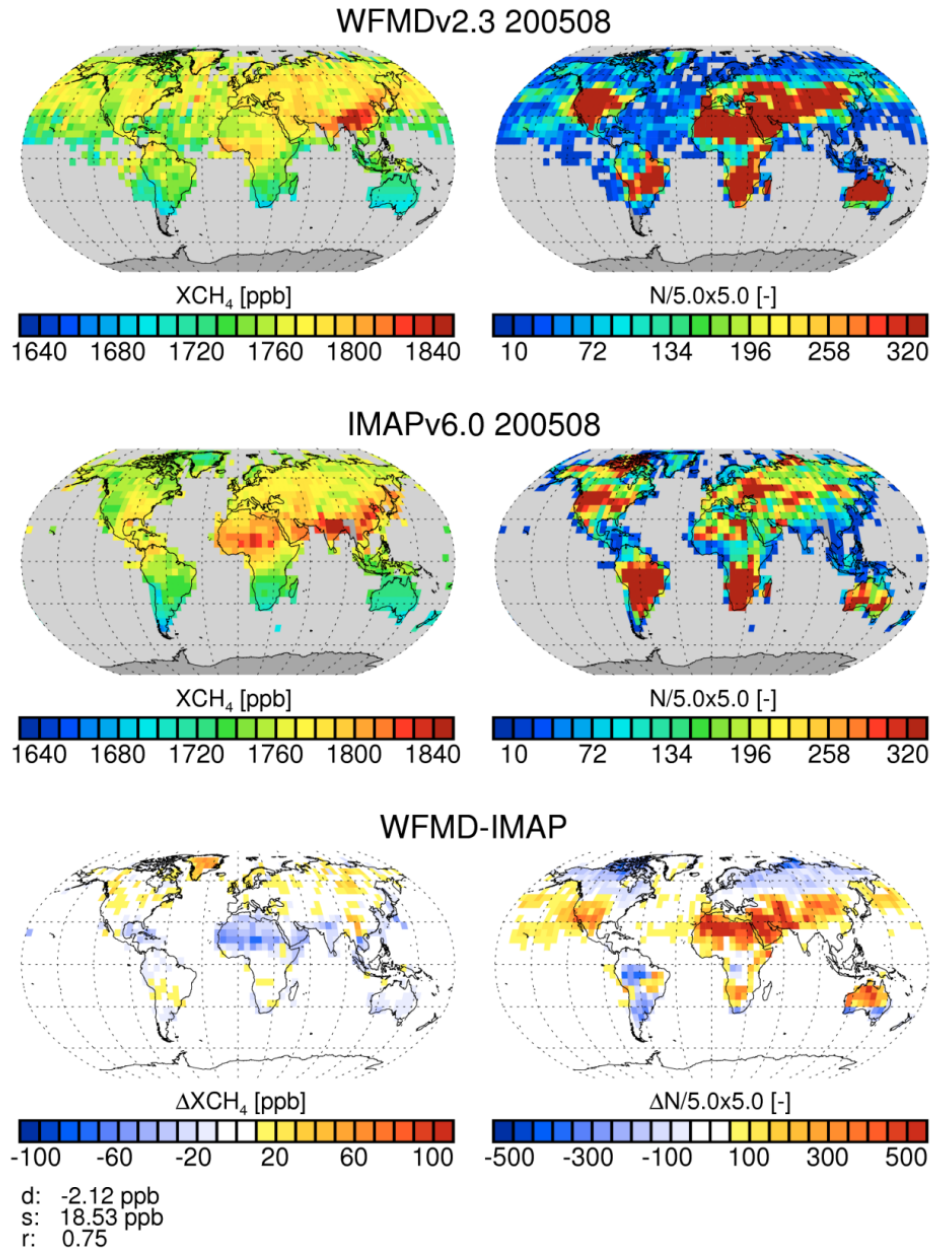 WFMDv2.3 200508
XCH₄ [ppb]
1640 1680 1720 1760 1800 1840
N/5.0x5.0 [-]
10 72 134 196 258 320
IMAPv6.0 200508
XCH₄ [ppb]
1640 1680 1720 1760 1800 1840
N/5.0x5.0 [-]
10 72 134 196 258 320
WFMD-IMAP
ΔXCH₄ [ppb]
-100 -60 -20 20 60 100
ΔN/5.0x5.0 [-]
-500 -300 -100 100 300 500
d: -2.12 ppb
s: 18.53 ppb
r: 0.75